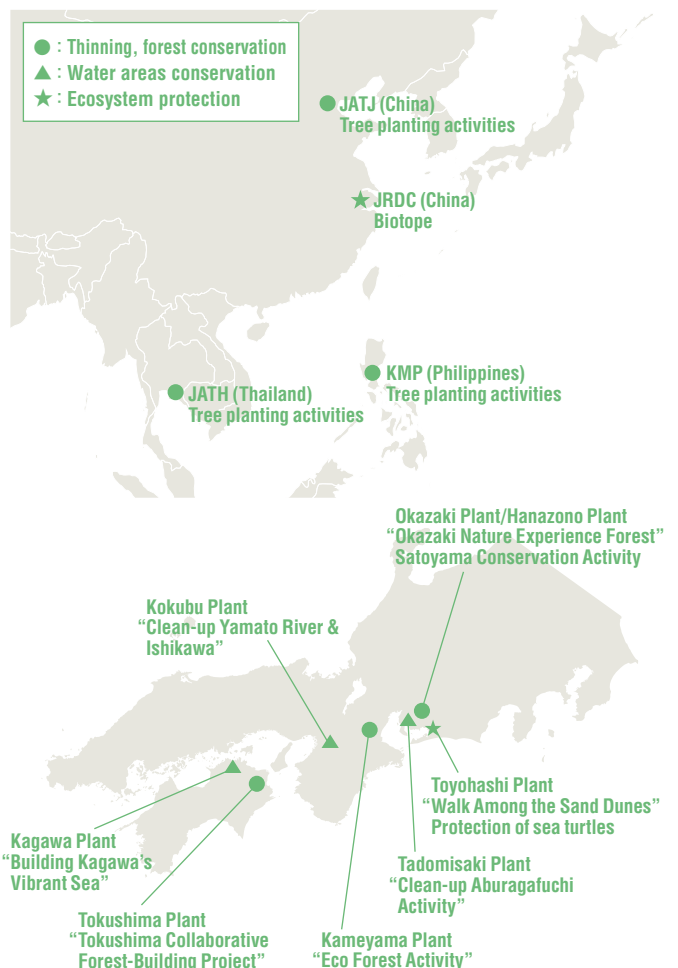 ● : Thinning, forest conservation
▲ : Water areas conservation
★ : Ecosystem protection
JATJ (China)
Tree planting activities
JRDC (China)
Biotope
KMP (Philippines)
Tree planting activities
JATH (Thailand)
Tree planting activities
Okazaki Plant/Hanazono Plant
“Okazaki Nature Experience Forest”
Satoyama Conservation Activity
Kokubu Plant
“Clean-up Yamato River &
Ishikawa”
Toyohashi Plant
“Walk Among the Sand Dunes”
Protection of sea turtles
Kagawa Plant
“Building Kagawa's
Vibrant Sea”
Tadomisaki Plant
“Clean-up Aburagafuchi
Activity”
Tokushima Plant
“Tokushima Collaborative
Forest-Building Project”
Kameyama Plant
“Eco Forest Activity”